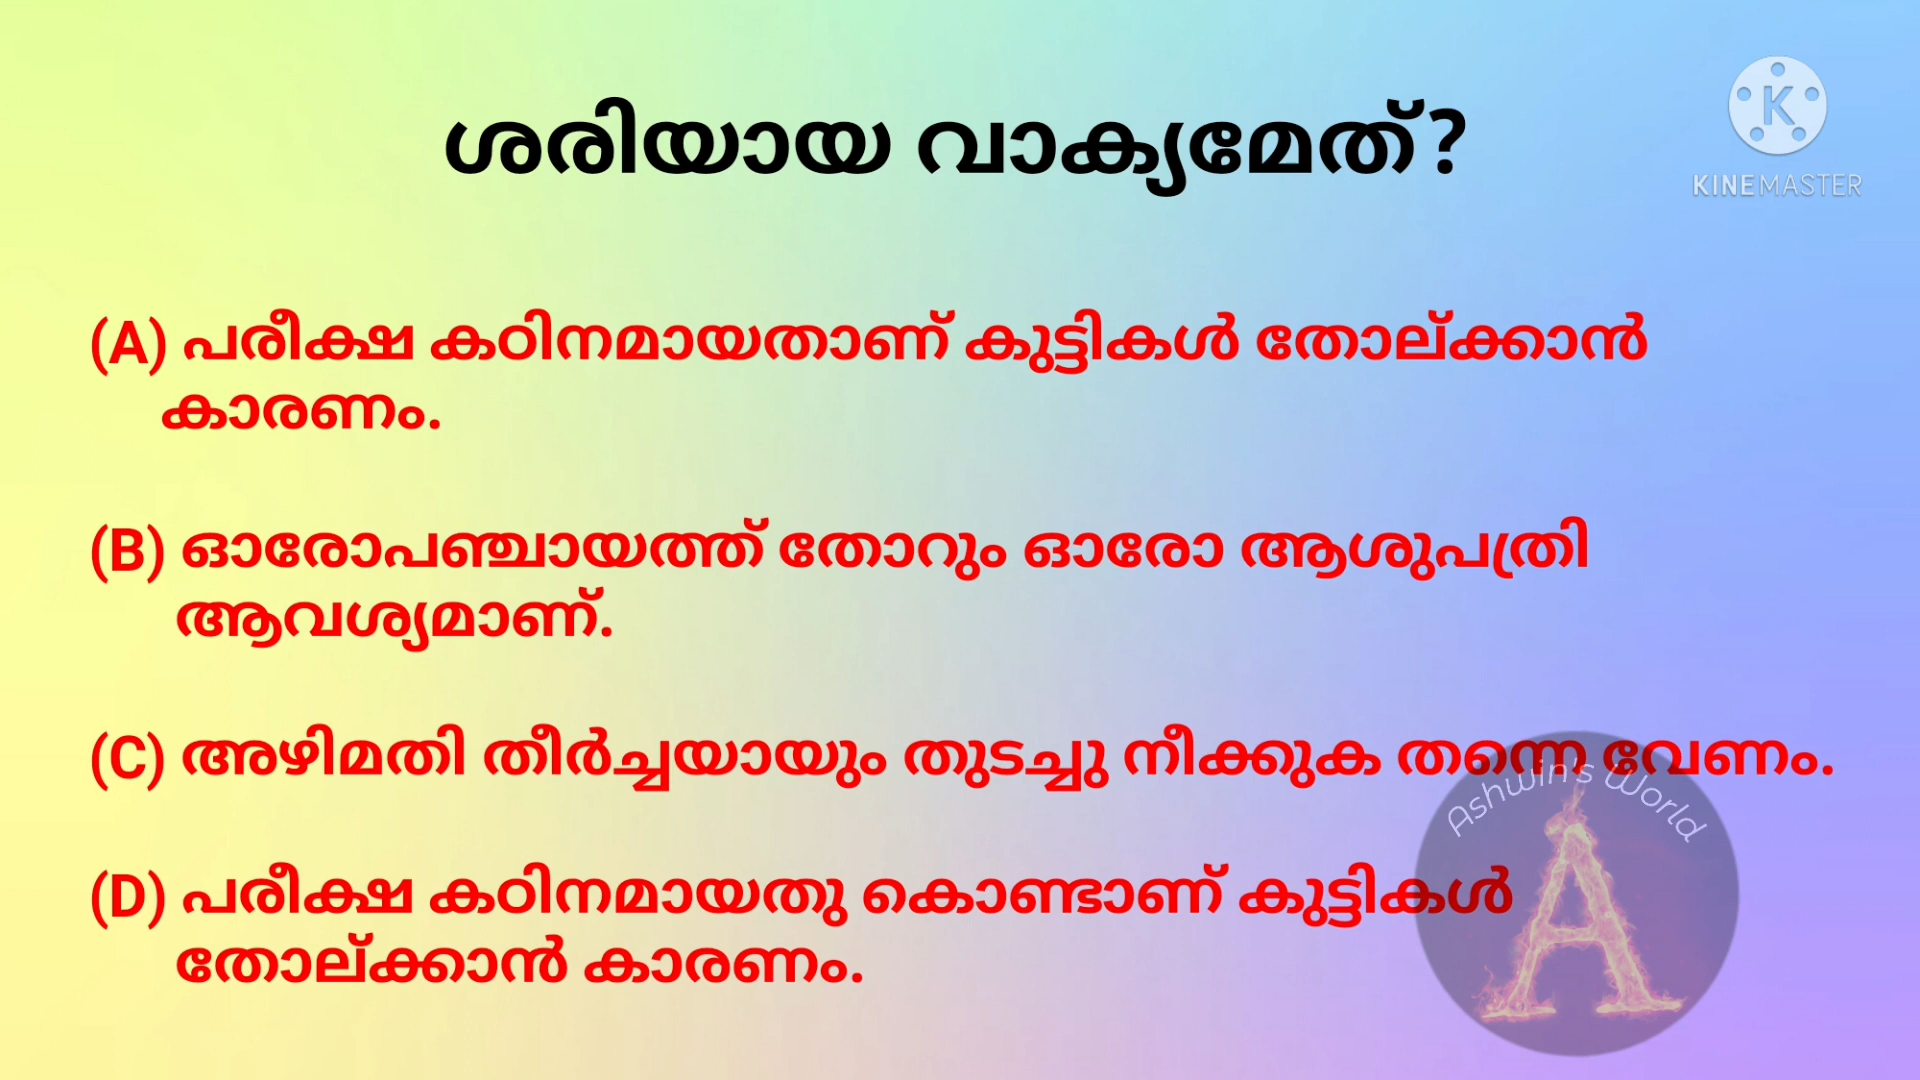 ശരിയായ വാക്യമേത്?
K
KINEMASTER
(A) പരീക്ഷ കഠിനമായതാണ് കുട്ടികൾ തോല്ക്കാൻ
കാരണം.
(B) ഓരോപഞ്ചായത്ത് തോറും ഓരോ ആശുപത്രി
ആവശ്യമാണ്.
(C) അഴിമതി തീർച്ചയായും തുടച്ചു നീക്കുക തന്നെ വേണം.
Ashwin's World
A
(D) പരീക്ഷ കഠിനമായതു കൊണ്ടാണ് കുട്ടികൾ
തോല്ക്കാൻ കാരണം.